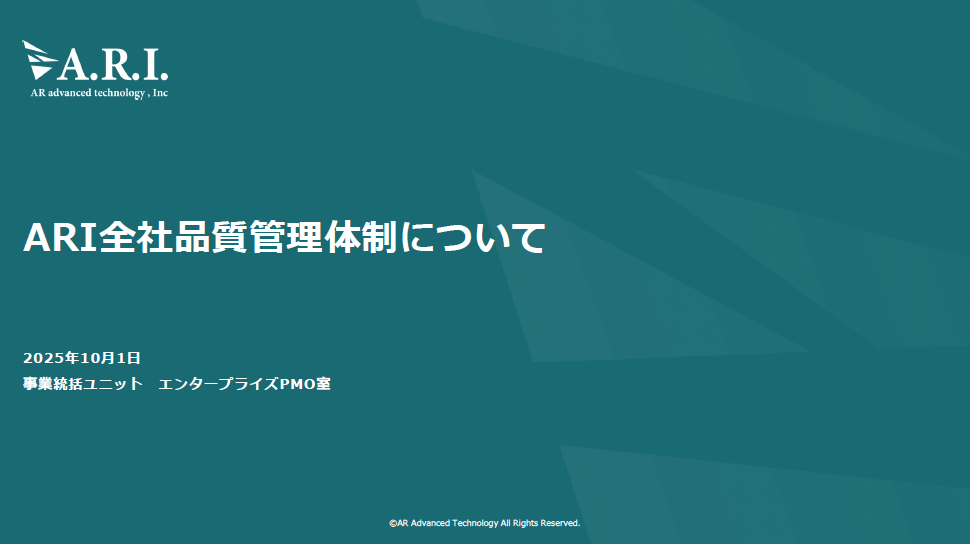 A.R.I.
AR advanced technology , Inc
ARI全社品質管理体制について
2025年10月1日
事業統括ユニット　エンタープライズPMO室
©AR Advanced Technology All Rights Reserved.